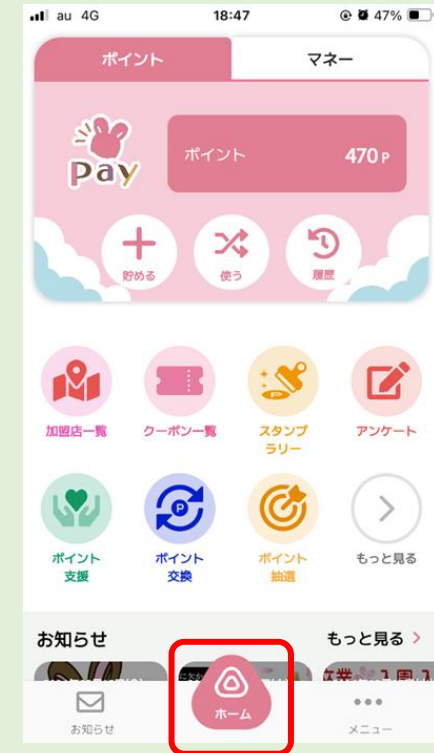 au 4G 18:47 47%
ポイント マネー
pay
ポイント 470 P
貯める 使う 履歴
加盟店一覧 クーポン一覧 スタンプ
ラリー アンケート
ポイント
支援 ポイント
交換 ポイント
抽選 もっと見る
お知らせ もっと見る
お知らせ ホーム メニュー